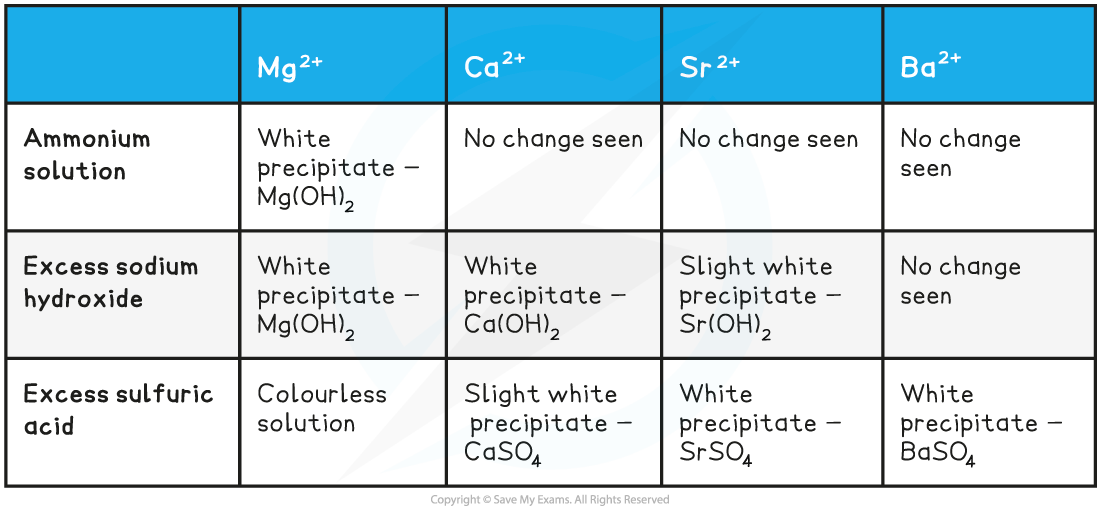 Mg²⁺ Ca²⁺ Sr²⁺ Ba²⁺
Ammonium White No change seen No change seen No change
solution precipitate – seen
Mg(OH)₂
Excess sodium White White Slight white No change
hydroxide precipitate – precipitate – precipitate – seen
Mg(OH)₂ Ca(OH)₂ Sr(OH)₂
Excess sulfuric Colourless Slight white White White
acid solution precipitate – precipitate – precipitate –
CaSO₄ SrSO₄ BaSO₄
Copyright © Save My Exams. All Rights Reserved